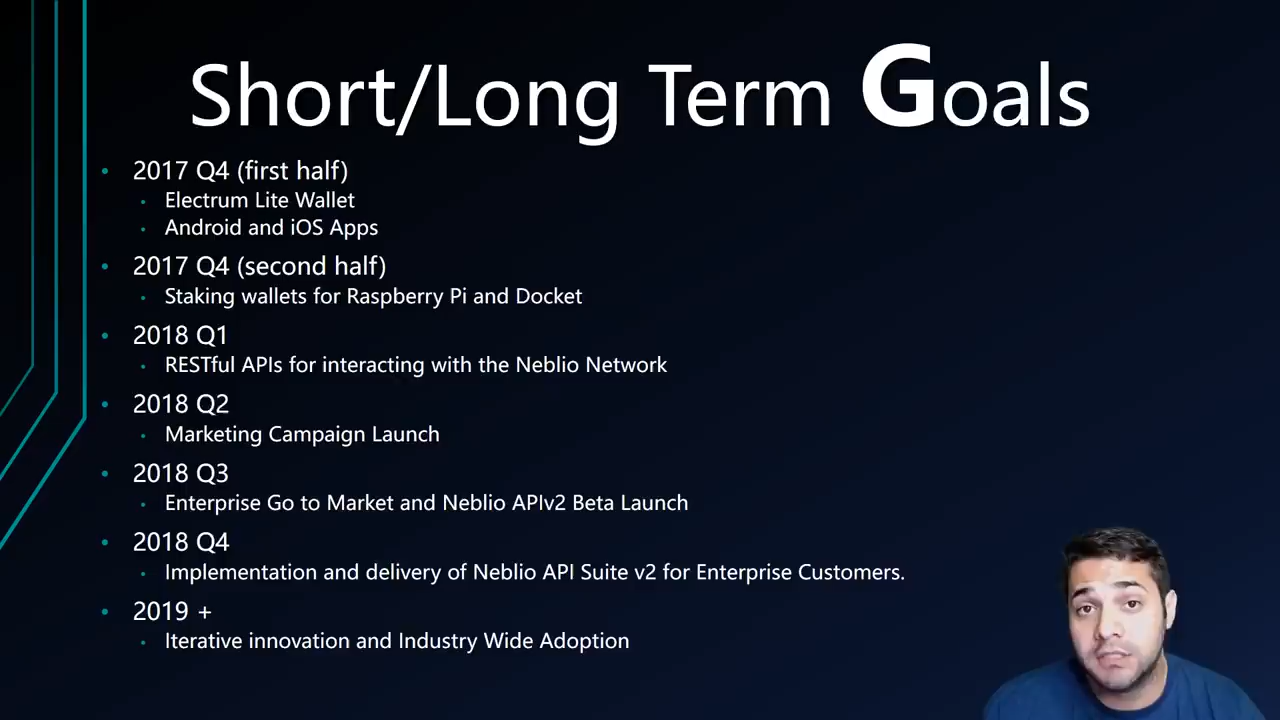 Short/Long Term Goals
2017 Q4 (first half)
Electrum Lite Wallet
Android and iOS Apps
2017 Q4 (second half)
Staking wallets for Raspberry Pi and Docket
2018 Q1
RESTful APIs for interacting with the Neblio Network
2018 Q2
Marketing Campaign Launch
2018 Q3
Enterprise Go to Market and Neblio APIv2 Beta Launch
2018 Q4
Implementation and delivery of Neblio API Suite v2 for Enterprise Customers.
2019 +
Iterative innovation and Industry Wide Adoption